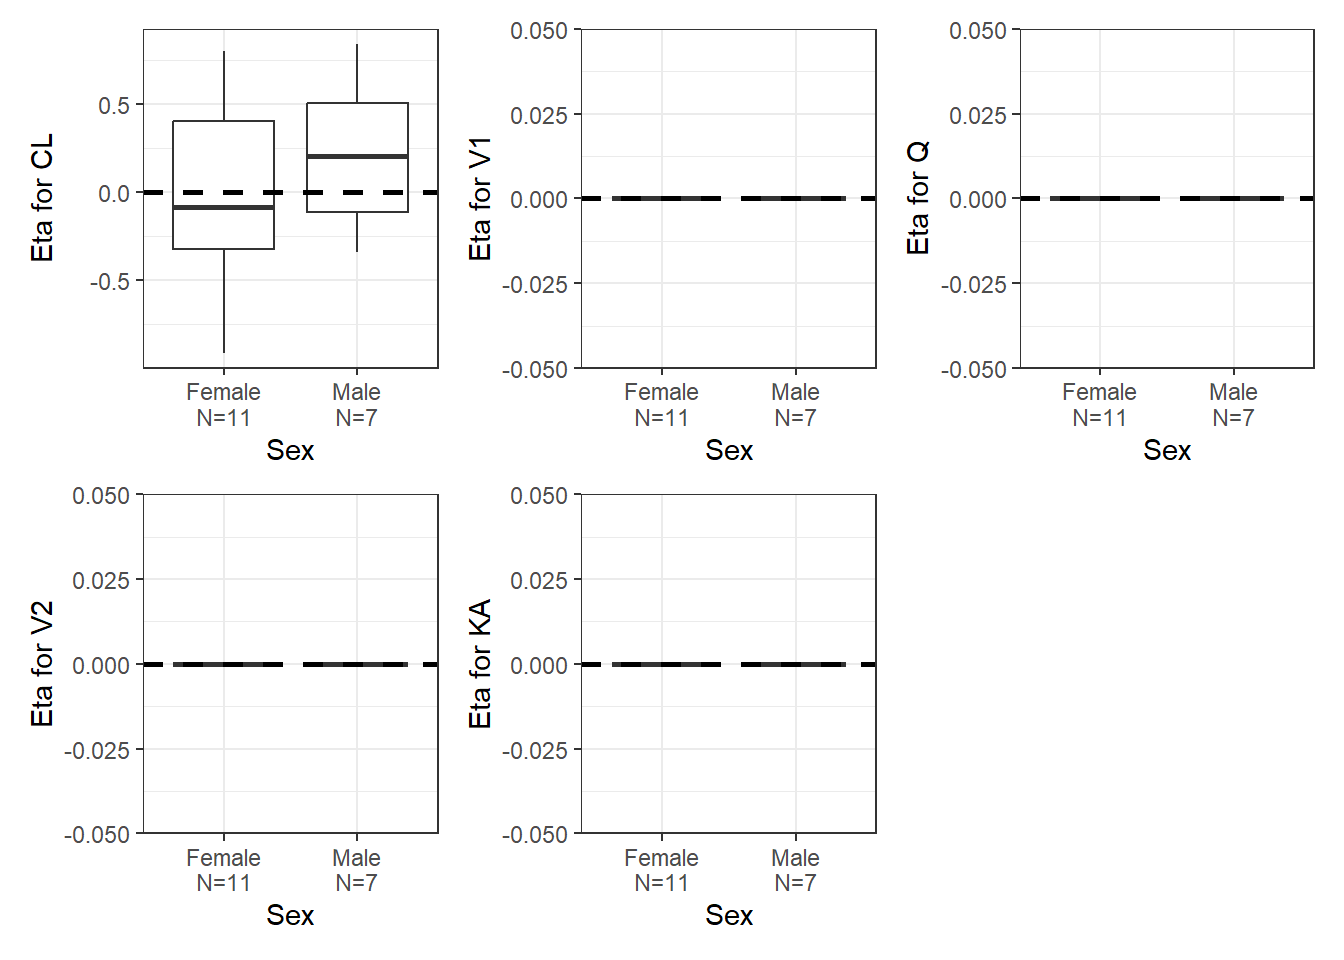 Eta for CL
0.5
0.0
-0.5
Female
N=11
Male
N=7
Sex
Eta for V1
0.050
0.025
0.000
-0.025
-0.050
Female
N=11
Male
N=7
Sex
Eta for Q
0.050
0.025
0.000
-0.025
-0.050
Female
N=11
Male
N=7
Sex
Eta for V2
0.050
0.025
0.000
-0.025
-0.050
Female
N=11
Male
N=7
Sex
Eta for KA
0.050
0.025
0.000
-0.025
-0.050
Female
N=11
Male
N=7
Sex